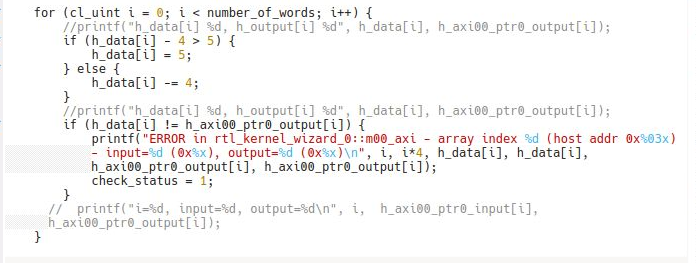 for (cl_uint i = 0; i < number_of_words; i++) {
//printf("h_data[i] %d, h_output[i] %d", h_data[i], h_axi00_ptr0_output[i]);
if (h_data[i] - 4 > 5) {
h_data[i] = 5;
} else {
h_data[i] -= 4;
}
//printf("h_data[i] %d, h_output[i] %d", h_data[i], h_axi00_ptr0_output[i]);
if (h_data[i] != h_axi00_ptr0_output[i]) {
printf("ERROR in rtl_kernel_wizard_0::m00_axi - array index %d (host addr 0x%03x)
- input=%d (0x%x), output=%d (0x%x)\n", i, i*4, h_data[i], h_data[i],
h_axi00_ptr0_output[i], h_axi00_ptr0_output[i]);
check_status = 1;
}
// printf("i=%d, input=%d, output=%d\n", i, h_axi00_ptr0_input[i],
h_axi00_ptr0_output[i]);
}